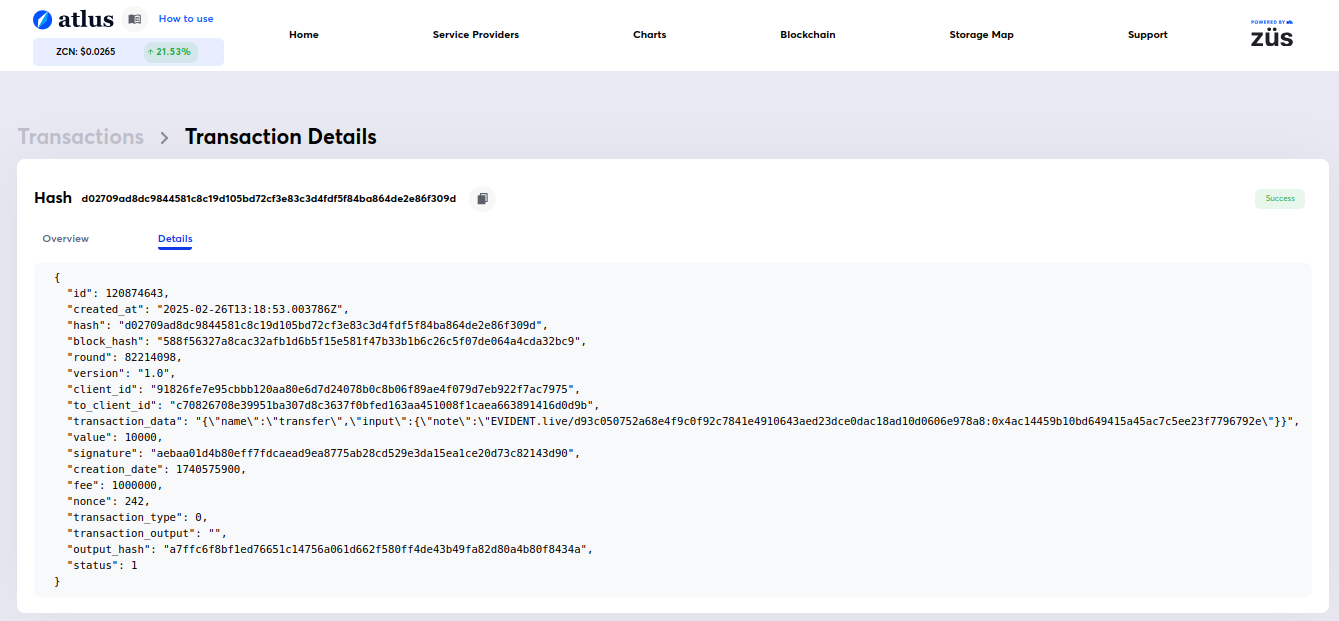 atlus
How to use
ZCN: $0.0265
↑ 21.53%
Home
Service Providers
Charts
Blockchain
Storage Map
Support
POWERED BY
züs
Transactions > Transaction Details
Hash d02709ad8dc9844581c8c19d105bd72cf3e83c3d4fdf5f84ba864de2e86f309d
Success
Overview
Details
{
"id": 120874643,
"created_at": "2025-02-26T13:18:53.003786Z",
"hash": "d02709ad8dc9844581c8c19d105bd72cf3e83c3d4fdf5f84ba864de2e86f309d",
"block_hash": "588f56327a8cac32afb1d6b5f15e581f47b33b1b6c26c5f07de064a4cda32bc9",
"round": 82214098,
"version": "1.0",
"client_id": "91826fe7e95cbbb120aa80e6d7d24078b0c8b06f89ae4f079d7eb922f7ac7975",
"to_client_id": "c70826708e39951ba307d8c3637f0bfed163aa451008f1caea663891416d0d9b",
"transaction_data": "{\"name\":\"transfer\",\"input\":{\"note\":\"EVIDENT.live/d93c050752a68e4f9c0f92c7841e4910643aed23dce0dac18ad10d0606e978a8:0x4ac14459b10bd649415a45ac7c5ee23f7796792e\"}}",
"value": 10000,
"signature": "aebaa01d4b80eff7fdcaead9ea8775ab28cd529e3da15ea1ce20d73c82143d90",
"creation_date": 1740575900,
"fee": 1000000,
"nonce": 242,
"transaction_type": 0,
"transaction_output": "",
"output_hash": "a7ffc6f8bf1ed76651c14756a061d662f580ff4de43b49fa82d80a4b80f8434a",
"status": 1
}